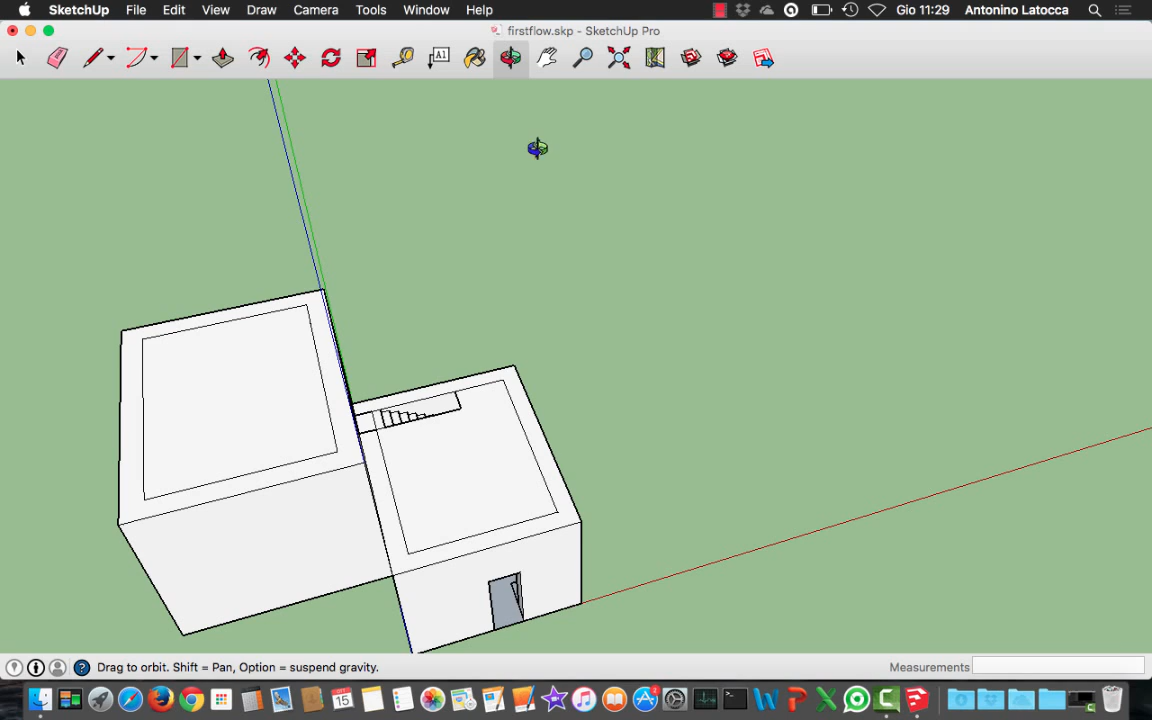 SketchUp File Edit View Draw Camera Tools Window Help Gio 11:29 Antonino Latocca
firstflow.skp - SketchUp Pro
A1
Drag to orbit. Shift = Pan, Option = suspend gravity.
Measurements